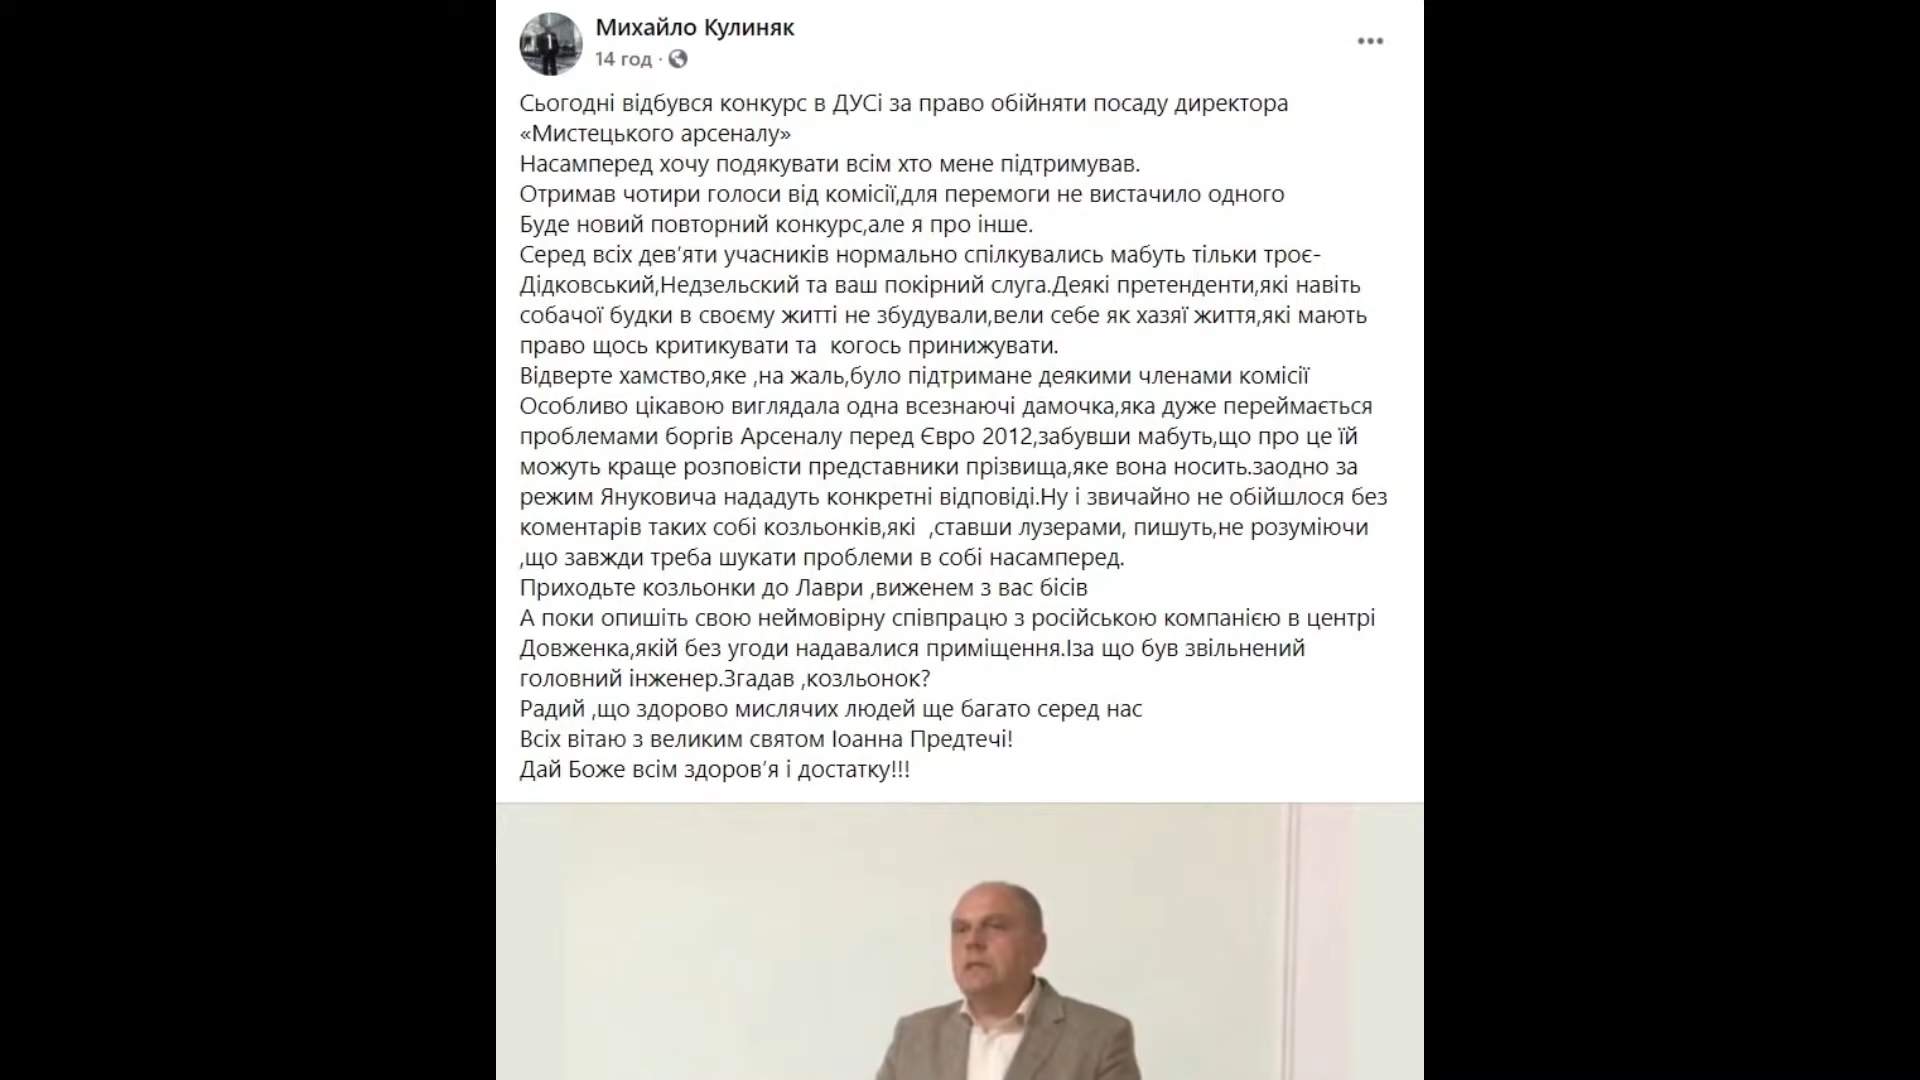 Михайло Кулиняк
14 год ·
Сьогодні відбувся конкурс в ДУСі за право обійняти посаду директора
«Мистецького арсеналу»
Насамперед хочу подякувати всім хто мене підтримував.
Отримав чотири голоси від комісії,для перемоги не вистачило одного
Буде новий повторний конкурс,але я про інше.
Серед всіх дев’яти учасників нормально спілкувались мабуть тільки троє-
Дідковський,Недзельский та ваш покірний слуга.Деякі претенденти,які навіть
собачої будки в своєму житті не збудували,вели себе як хазяї життя,які мають
право щось критикувати та  когось принижувати.
Відверте хамство,яке ,на жаль,було підтримане деякими членами комісії
Особливо цікавою виглядала одна всезнаючі дамочка,яка дуже переймається
проблемами боргів Арсеналу перед Євро 2012,забувши мабуть,що про це їй
можуть краще розповісти представники прізвища,яке вона носить.заодно за
режим Януковича нададуть конкретні відповіді.Ну і звичайно не обійшлося без
коментарів таких собі козльонків,які  ,ставши лузерами, пишуть,не розуміючи
,що завжди треба шукати проблеми в собі насамперед.
Приходьте козльонки до Лаври ,виженем з вас бісів
А поки опишіть свою неймовірну співпрацю з російською компанією в центрі
Довженка,якій без угоди надавалися приміщення.Іза що був звільнений
головний інженер.Згадав ,козльонок?
Радий ,що здорово мислячих людей ще багато серед нас
Всіх вітаю з великим святом Іоанна Предтечі!
Дай Боже всім здоров’я і достатку!!!